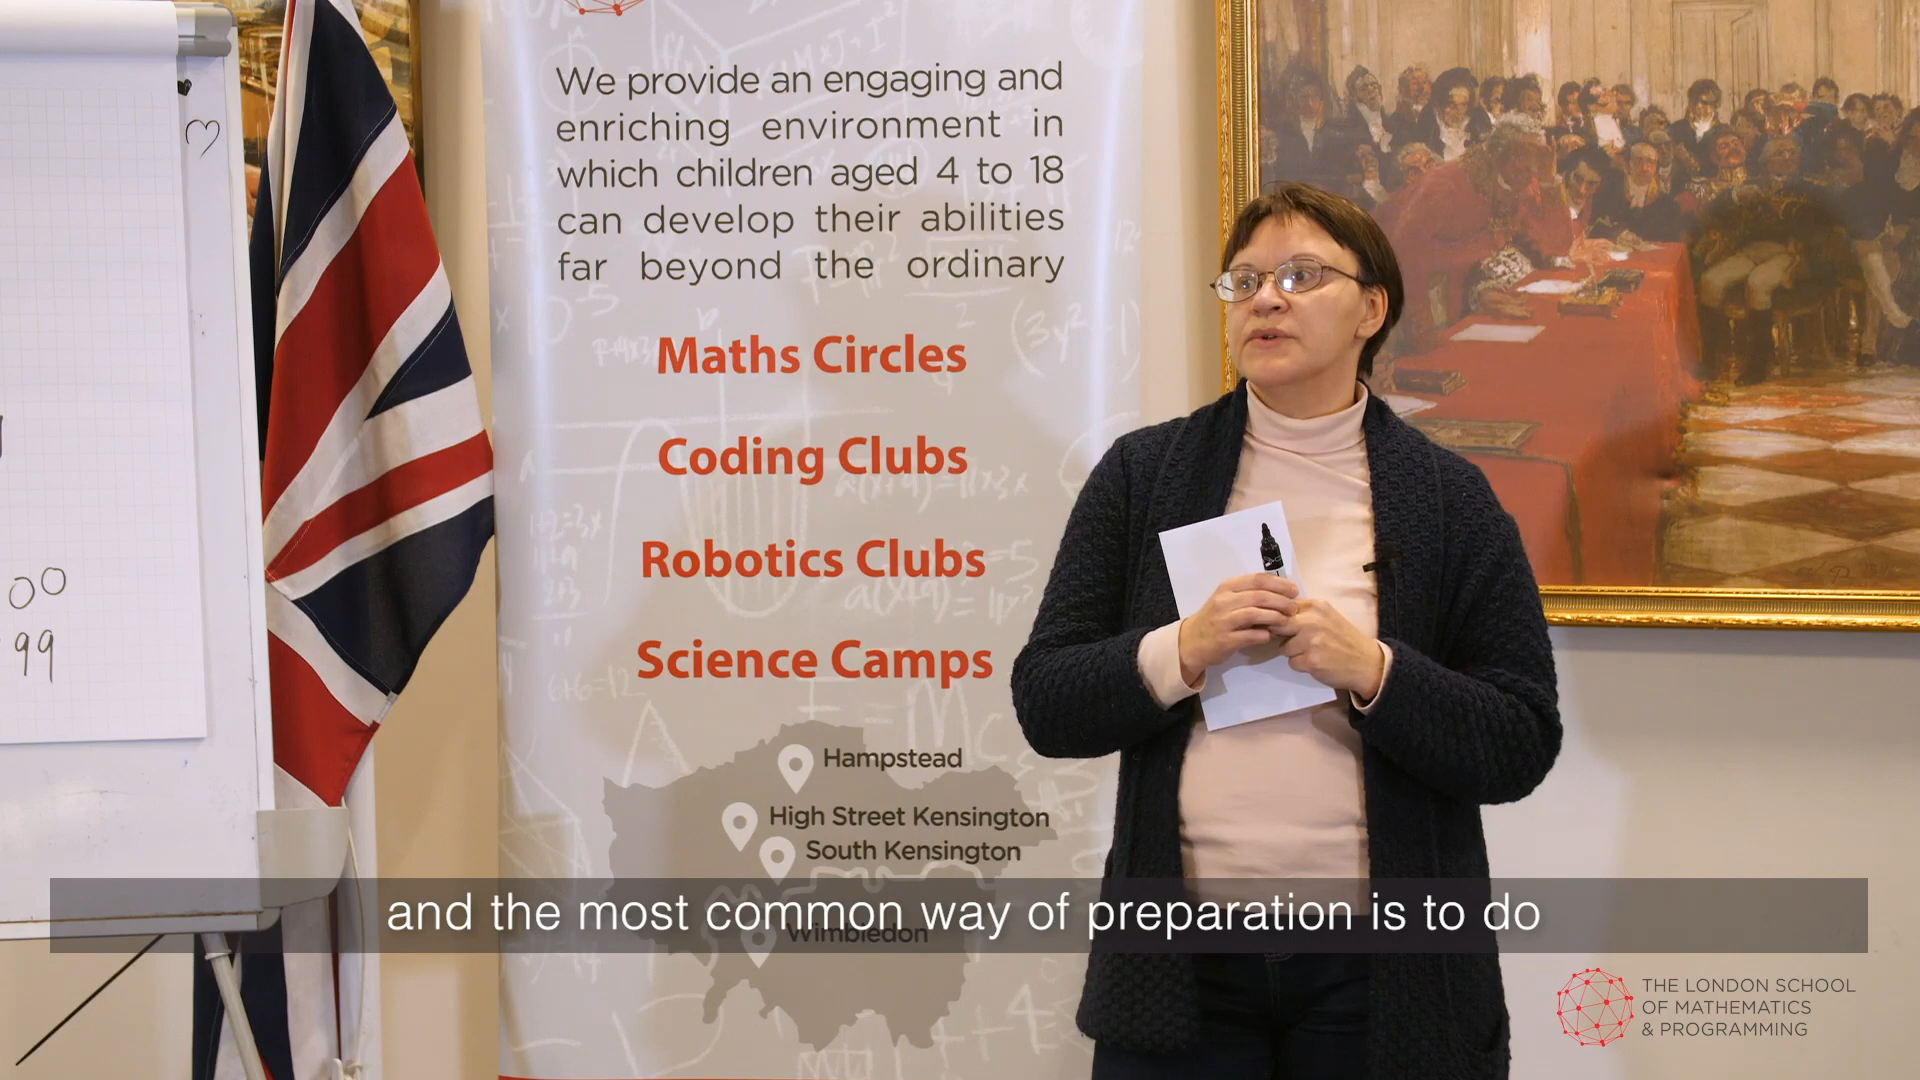 We provide an engaging and
enriching environment in
which children aged 4 to 18
can develop their abilities
far beyond the ordinary
Maths Circles
Coding Clubs
Robotics Clubs
Science Camps
Hampstead
High Street Kensington
South Kensington
Wimbledon
00
99
and the most common way of preparation is to do
THE LONDON SCHOOL
OF MATHEMATICS
& PROGRAMMING